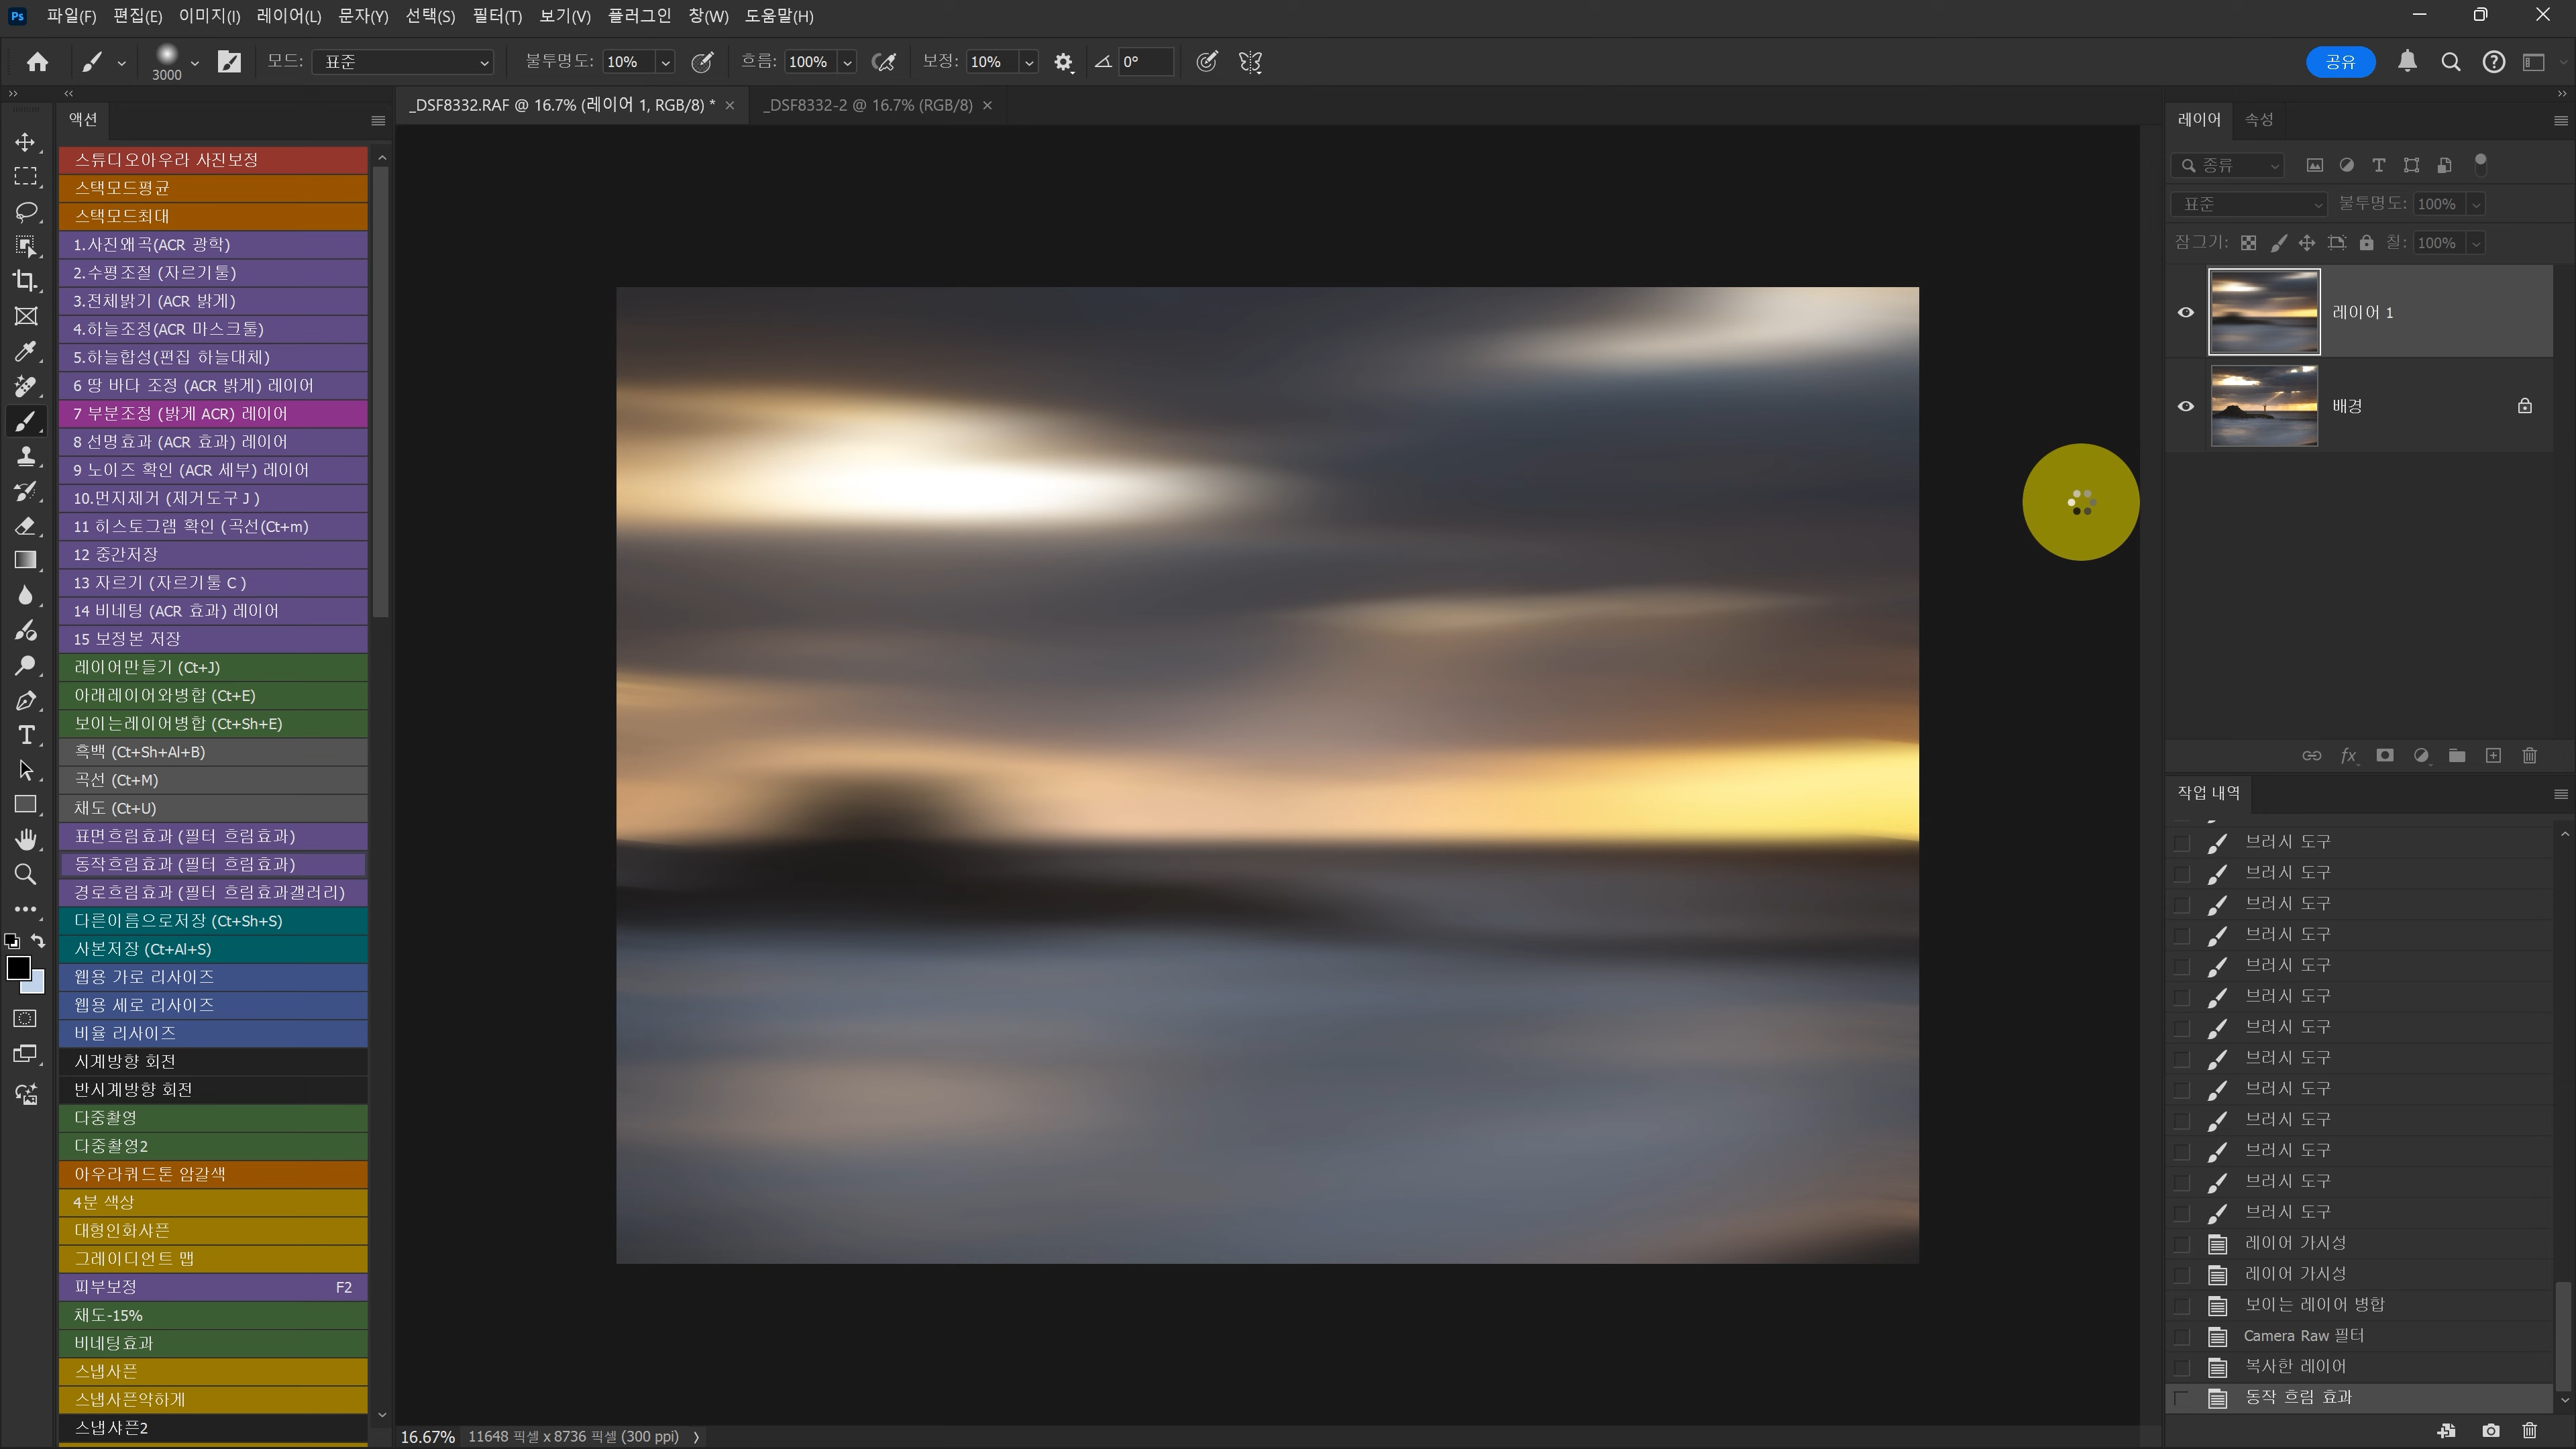 Ps 파일(F) 편집(E) 이미지(I) 레이어(L) 문자(Y) 선택(S) 필터(T) 보기(V) 플러그인 창(W) 도움말(H)
3000 모드: 표준 불투명도: 10% 흐름: 100% 보정: 10% 0° 공유
액션
_DSF8332.RAF @ 16.7% (레이어 1, RGB/8) *
_DSF8332-2 @ 16.7% (RGB/8)
스튜디오아우라 사진보정
스택모드평균
스택모드최대
1.사진왜곡(ACR 광학)
2.수평조절 (자르기툴)
3.전체밝기 (ACR 밝게)
4.하늘조정(ACR 마스크툴)
5.하늘합성(편집 하늘대체)
6 땅 바다 조정 (ACR 밝게) 레이어
7 부분조정 (밝게 ACR) 레이어
8 선명효과 (ACR 효과) 레이어
9 노이즈 확인 (ACR 세부) 레이어
10.먼지제거 (제거도구 J )
11 히스토그램 확인 (곡선(Ct+m)
12 중간저장
13 자르기 (자르기툴 C )
14 비네팅 (ACR 효과) 레이어
15 보정본 저장
레이어만들기 (Ct+J)
아래레이어와병합 (Ct+E)
보이는레이어병합 (Ct+Sh+E)
흑백 (Ct+Sh+Al+B)
곡선 (Ct+M)
채도 (Ct+U)
표면흐림효과 (필터 흐림효과)
동작흐림효과 (필터 흐림효과)
경로흐림효과 (필터 흐림효과갤러리)
다른이름으로저장 (Ct+Sh+S)
사본저장 (Ct+Al+S)
웹용 가로 리사이즈
웹용 세로 리사이즈
비율 리사이즈
시계방향 회전
반시계방향 회전
다중촬영
다중촬영2
아우라쿼드톤 암갈색
4분 색상
대형인화샤픈
그레이디언트 맵
피부보정 F2
채도-15%
비네팅효과
스냅샤픈
스냅샤픈약하게
스냅샤픈2
16.67% 11648 픽셀 x 8736 픽셀 (300 ppi)
레이어 속성
종류
표준 불투명도: 100%
잠그기: 칠: 100%
레이어 1
배경
fx
작업 내역
브러시 도구
브러시 도구
브러시 도구
브러시 도구
브러시 도구
브러시 도구
브러시 도구
브러시 도구
브러시 도구
브러시 도구
브러시 도구
브러시 도구
브러시 도구
레이어 가시성
레이어 가시성
보이는 레이어 병합
Camera Raw 필터
복사한 레이어
동작 흐림 효과